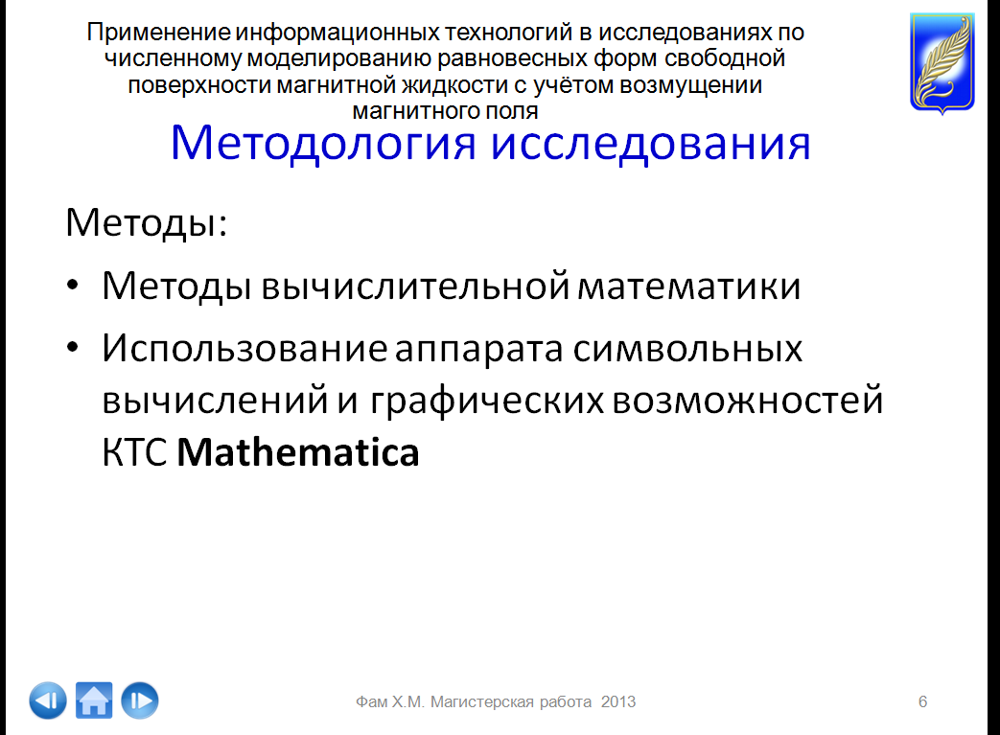 Применение информационных технологий в исследованиях по
численному моделированию равновесных форм свободной
поверхности магнитной жидкости с учётом возмущении
магнитного поля
Методология исследования
Методы:
• Методы вычислительной математики
• Использование аппарата символьных
вычислений и графических возможностей
КТС Mathematica
Фам Х.М. Магистерская работа 2013
6